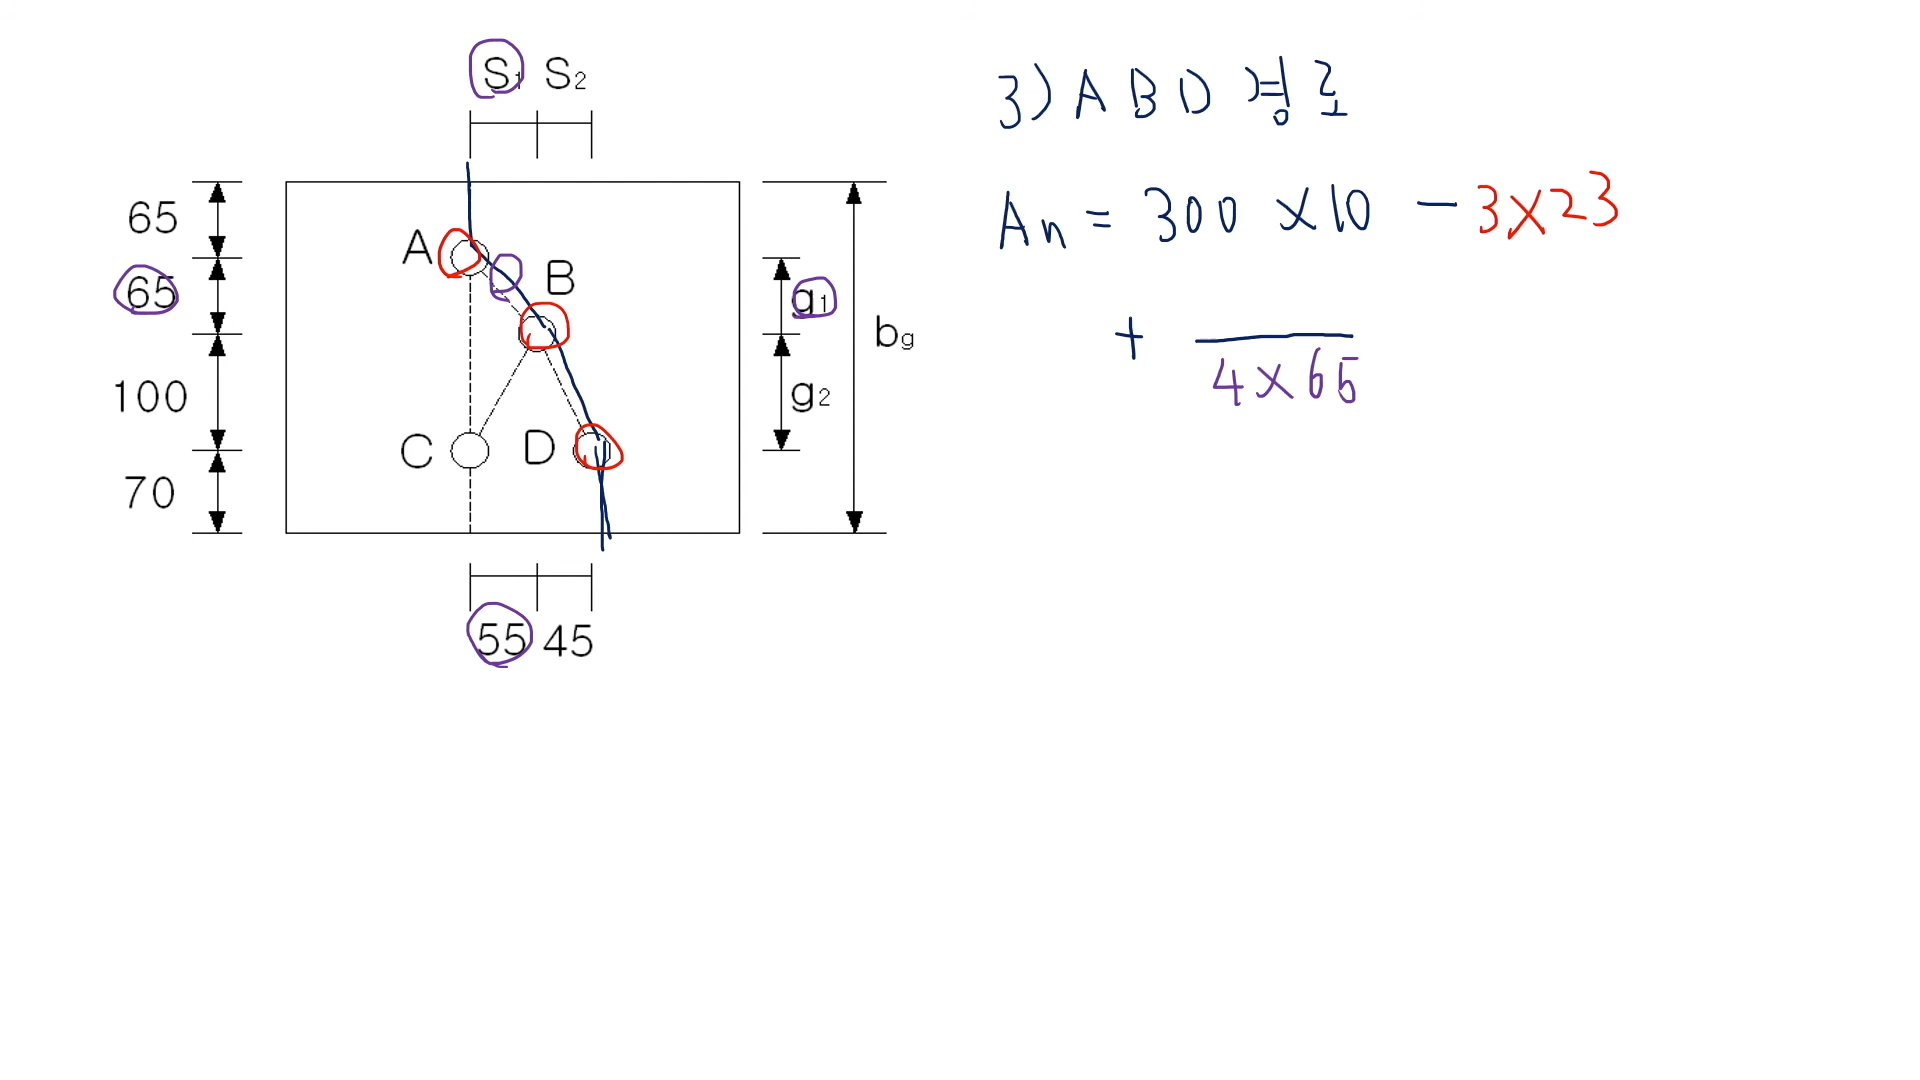 S₁ S₂
65
65
100
70
A
B
C
D
g₁
g₂
bg
55 45
3) A B D 경로
An = 300 × 10 - 3×23
+ ――
4×65